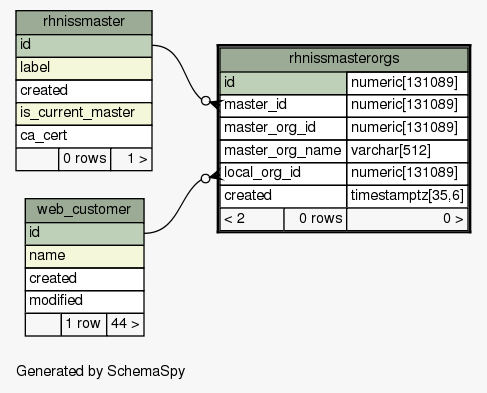 rhnissmaster
id
label
created
is_current_master
ca_cert
0 rows 1 >
rhnissmasterorgs
id numeric[131089]
master_id numeric[131089]
master_org_id numeric[131089]
master_org_name varchar[512]
local_org_id numeric[131089]
created timestamptz[35,6]
< 2 0 rows 0 >
web_customer
id
name
created
modified
1 row 44 >
Generated by SchemaSpy